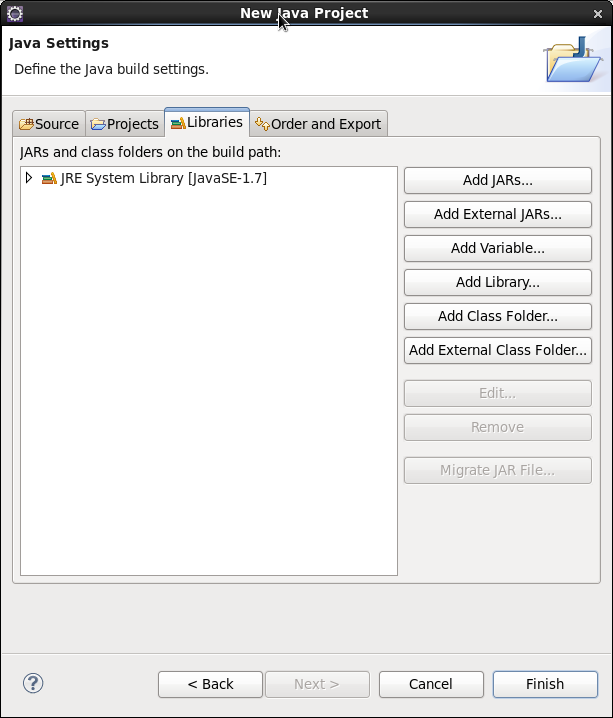 New Java Project
Java Settings
Define the Java build settings.
Source Projects Libraries Order and Export
JARs and class folders on the build path:
JRE System Library [JavaSE-1.7]
Add JARs...
Add External JARs...
Add Variable...
Add Library...
Add Class Folder...
Add External Class Folder...
Edit...
Remove
Migrate JAR File...
? < Back Next > Cancel Finish